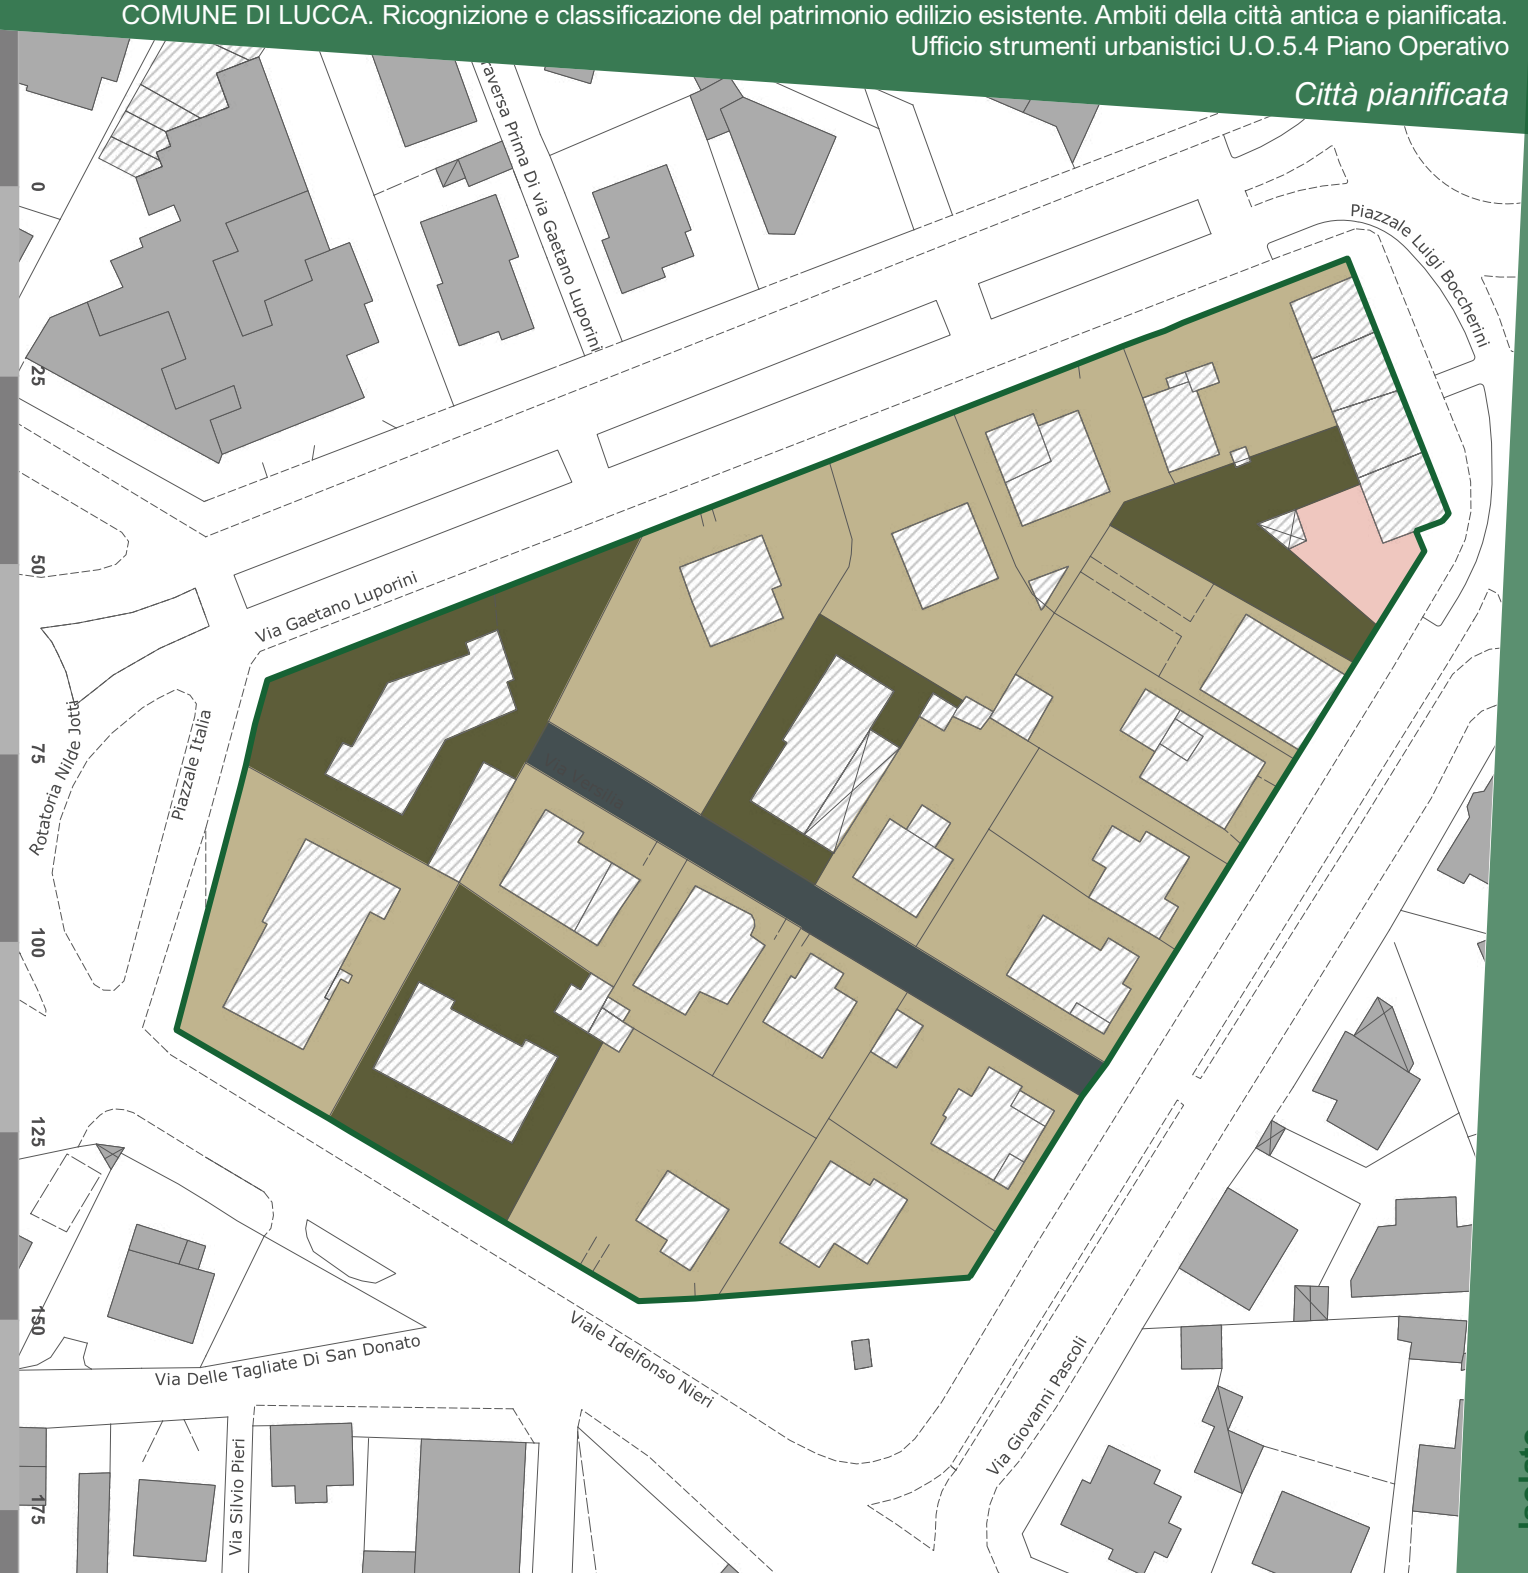 COMUNE DI LUCCA. Ricognizione e classificazione del patrimonio edilizio esistente. Ambiti della città antica e pianificata.
Ufficio strumenti urbanistici U.O.5.4 Piano Operativo
Città pianificata
0
25
50
75
100
125
150
175
Prima Di via Gaetano Luporini
Piazzale Luigi Boccherini
Via Gaetano Luporini
Piazzale Italia
Rotatoria Nilde Jotti
Viale Idelfonso Nieri
Via Giovanni Pascoli
Via Delle Tagliate Di San Donato
Via Silvio Pieri